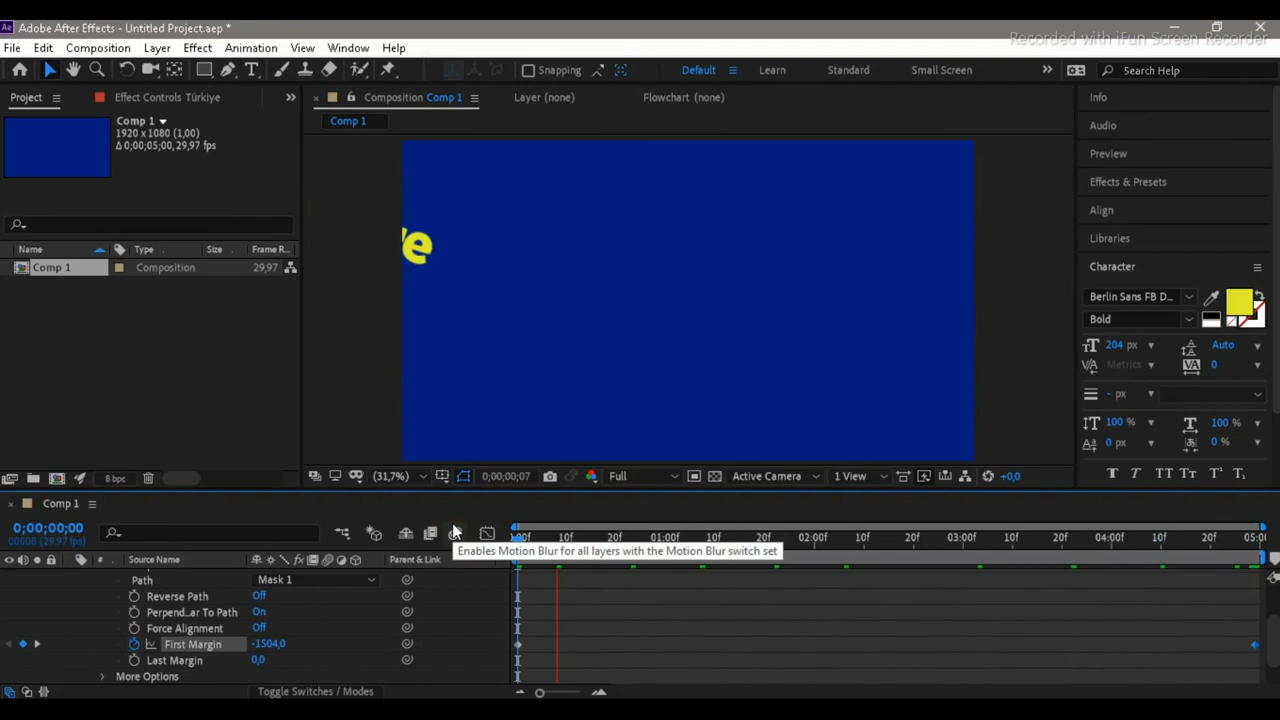 Adobe After Effects - Untitled Project.aep *
Recorded with iFun Screen Recorder
File Edit Composition Layer Effect Animation View Window Help
Snapping Default Learn Standard Small Screen Search Help
Project Effect Controls Türkiye Composition Comp 1 Layer (none) Flowchart (none) Info
Comp 1
Comp 1
1920 x 1080 (1,00)
Δ 0;00;05;00, 29,97 fps
Audio
Preview
Effects & Presets
Align
Libraries
Name Type Size Frame R...
Comp 1 Composition 29,97
e
Character
Berlin Sans FB D...
Bold
204 px Auto
Metrics 0
- px
100 % 100 %
0 px 0 %
8 bpc (31,7%) 0;00;00;07 Full Active Camera 1 View +0,0
Comp 1
0;00;00;00
00000 (29.97 fps)
:00f 10f 20f 01:00f 10f 20f 02:00f 10f 20f 03:00f 10f 20f 04:00f 10f 20f 05:0
Enables Motion Blur for all layers with the Motion Blur switch set
Source Name Parent & Link
Path Mask 1
Reverse Path Off
Perpend...ar To Path On
Force Alignment Off
First Margin -1504,0
Last Margin 0,0
More Options
Toggle Switches / Modes